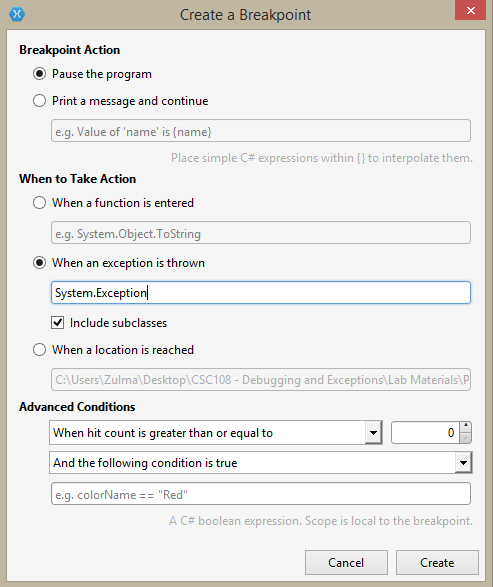 Create a Breakpoint
Breakpoint Action
Pause the program
Print a message and continue
e.g. Value of 'name' is {name}
Place simple C# expressions within {} to interpolate them.
When to Take Action
When a function is entered
e.g. System.Object.ToString
When an exception is thrown
System.Exception
Include subclasses
When a location is reached
C:\Users\Zulma\Desktop\CSC108 - Debugging and Exceptions\Lab Materials\P
Advanced Conditions
When hit count is greater than or equal to
0
And the following condition is true
e.g. colorName == "Red"
A C# boolean expression. Scope is local to the breakpoint.
Cancel
Create